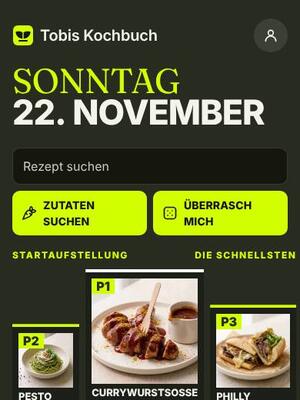 Tobis Kochbuch
SONNTAG
22. NOVEMBER
Rezept suchen
ZUTATEN
SUCHEN
ÜBERRASCH
MICH
STARTAUFSTELLUNG
DIE SCHNELLSTEN
P1
P2
P3
PESTO
CURRYWURSTSOSSE
PHILLY